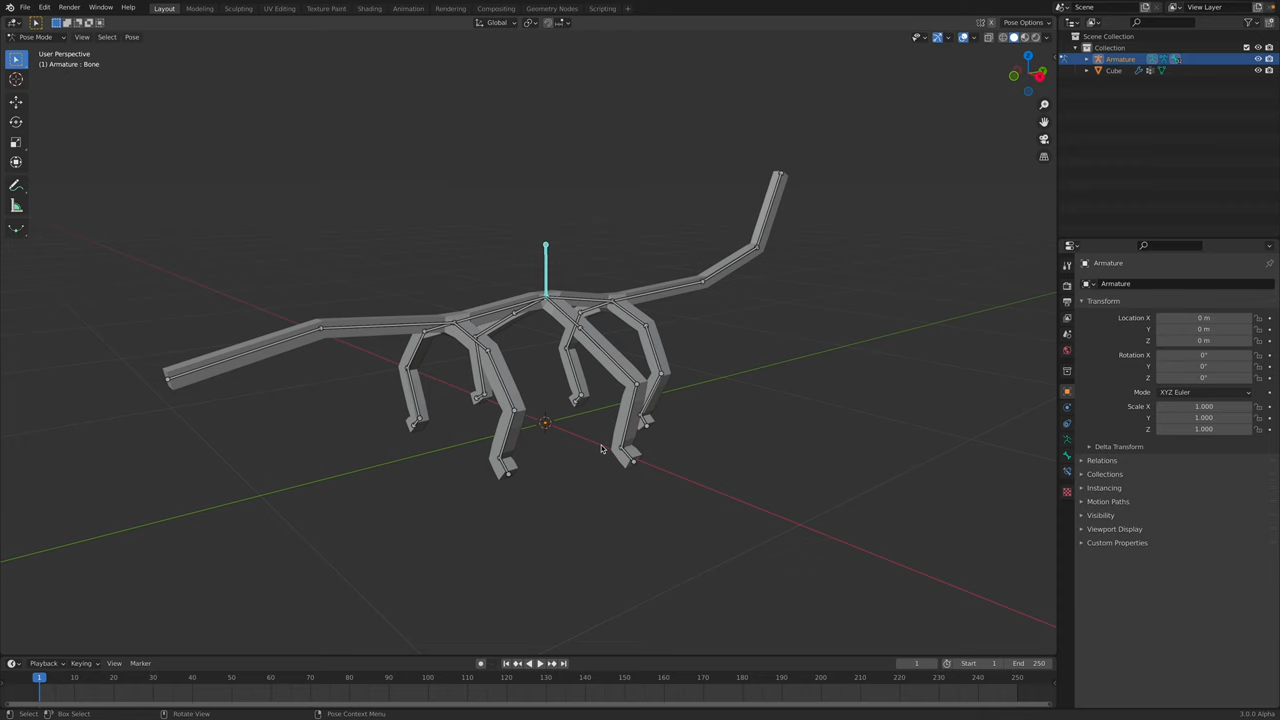 File Edit Render Window Help Layout Modeling Sculpting UV Editing Texture Paint Shading Animation Rendering Compositing Geometry Nodes Scripting Scene View Layer
Global Pose Options
Pose Mode View Select Pose
User Perspective
(1) Armature : Bone
Scene Collection
Collection
Armature
Cube
Armature
Armature
Transform
Location X 0 m
Y 0 m
Z 0 m
Rotation X 0°
Y 0°
Z 0°
Mode XYZ Euler
Scale X 1.000
Y 1.000
Z 1.000
Delta Transform
Relations
Collections
Instancing
Motion Paths
Visibility
Viewport Display
Custom Properties
Playback Keying View Marker 1 Start 1 End 250
1 10 20 30 40 50 60 70 80 90 100 110 120 130 140 150 160 170 180 190 200 210 220 230 240 250
Select Box Select Rotate View Pose Context Menu 3.0.0 Alpha